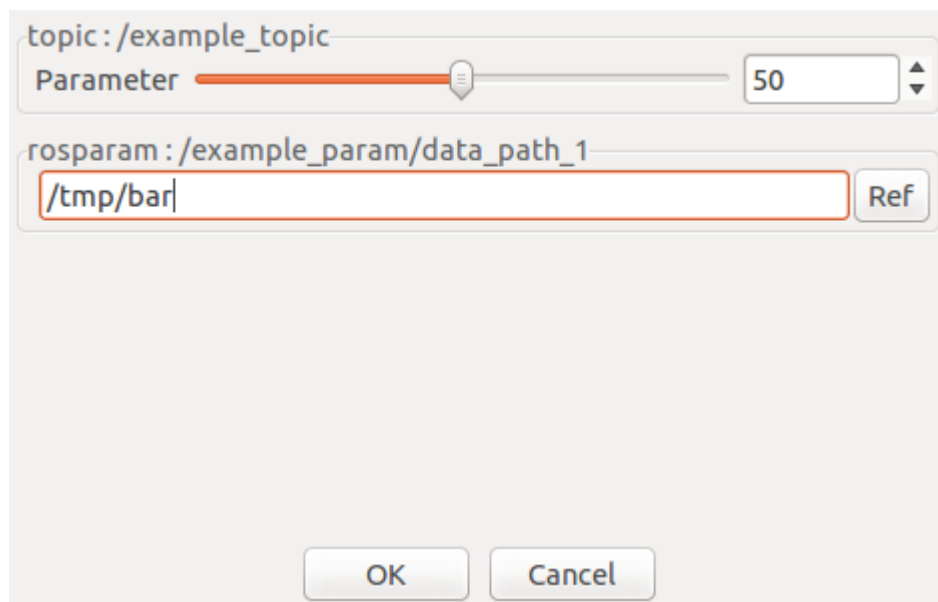 topic : /example_topic
Parameter 50
rosparam : /example_param/data_path_1
/tmp/bar Ref
OK Cancel